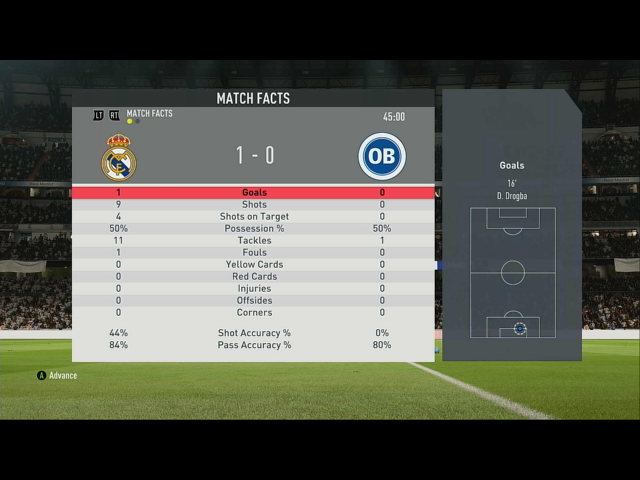 MATCH FACTS
LT RT MATCH FACTS
45:00
1 - 0
OB
1 Goals 0
9 Shots 0
4 Shots on Target 0
50% Possession % 50%
11 Tackles 1
1 Fouls 0
0 Yellow Cards 0
0 Red Cards 0
0 Injuries 0
0 Offsides 0
0 Corners 0
44% Shot Accuracy % 0%
84% Pass Accuracy % 80%
Goals
16'
D. Drogba
A Advance